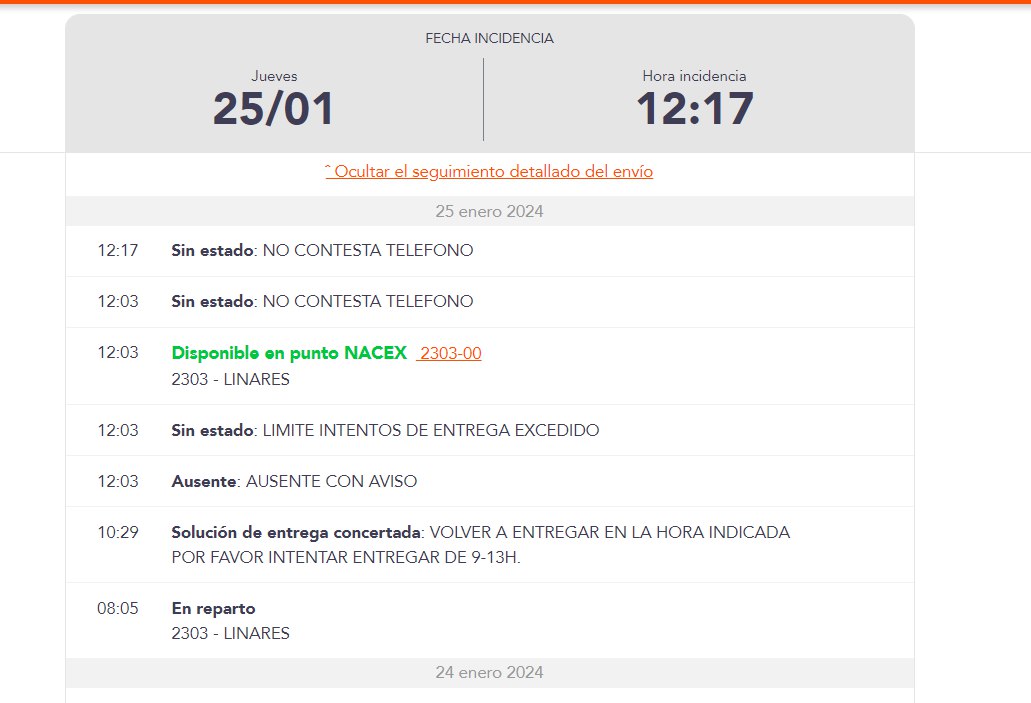 FECHA INCIDENCIA
Jueves
25/01
Hora incidencia
12:17
ˆ Ocultar el seguimiento detallado del envío
25 enero 2024
12:17 Sin estado: NO CONTESTA TELEFONO
12:03 Sin estado: NO CONTESTA TELEFONO
12:03 Disponible en punto NACEX 2303-00
2303 - LINARES
12:03 Sin estado: LIMITE INTENTOS DE ENTREGA EXCEDIDO
12:03 Ausente: AUSENTE CON AVISO
10:29 Solución de entrega concertada: VOLVER A ENTREGAR EN LA HORA INDICADA
POR FAVOR INTENTAR ENTREGAR DE 9-13H.
08:05 En reparto
2303 - LINARES
24 enero 2024